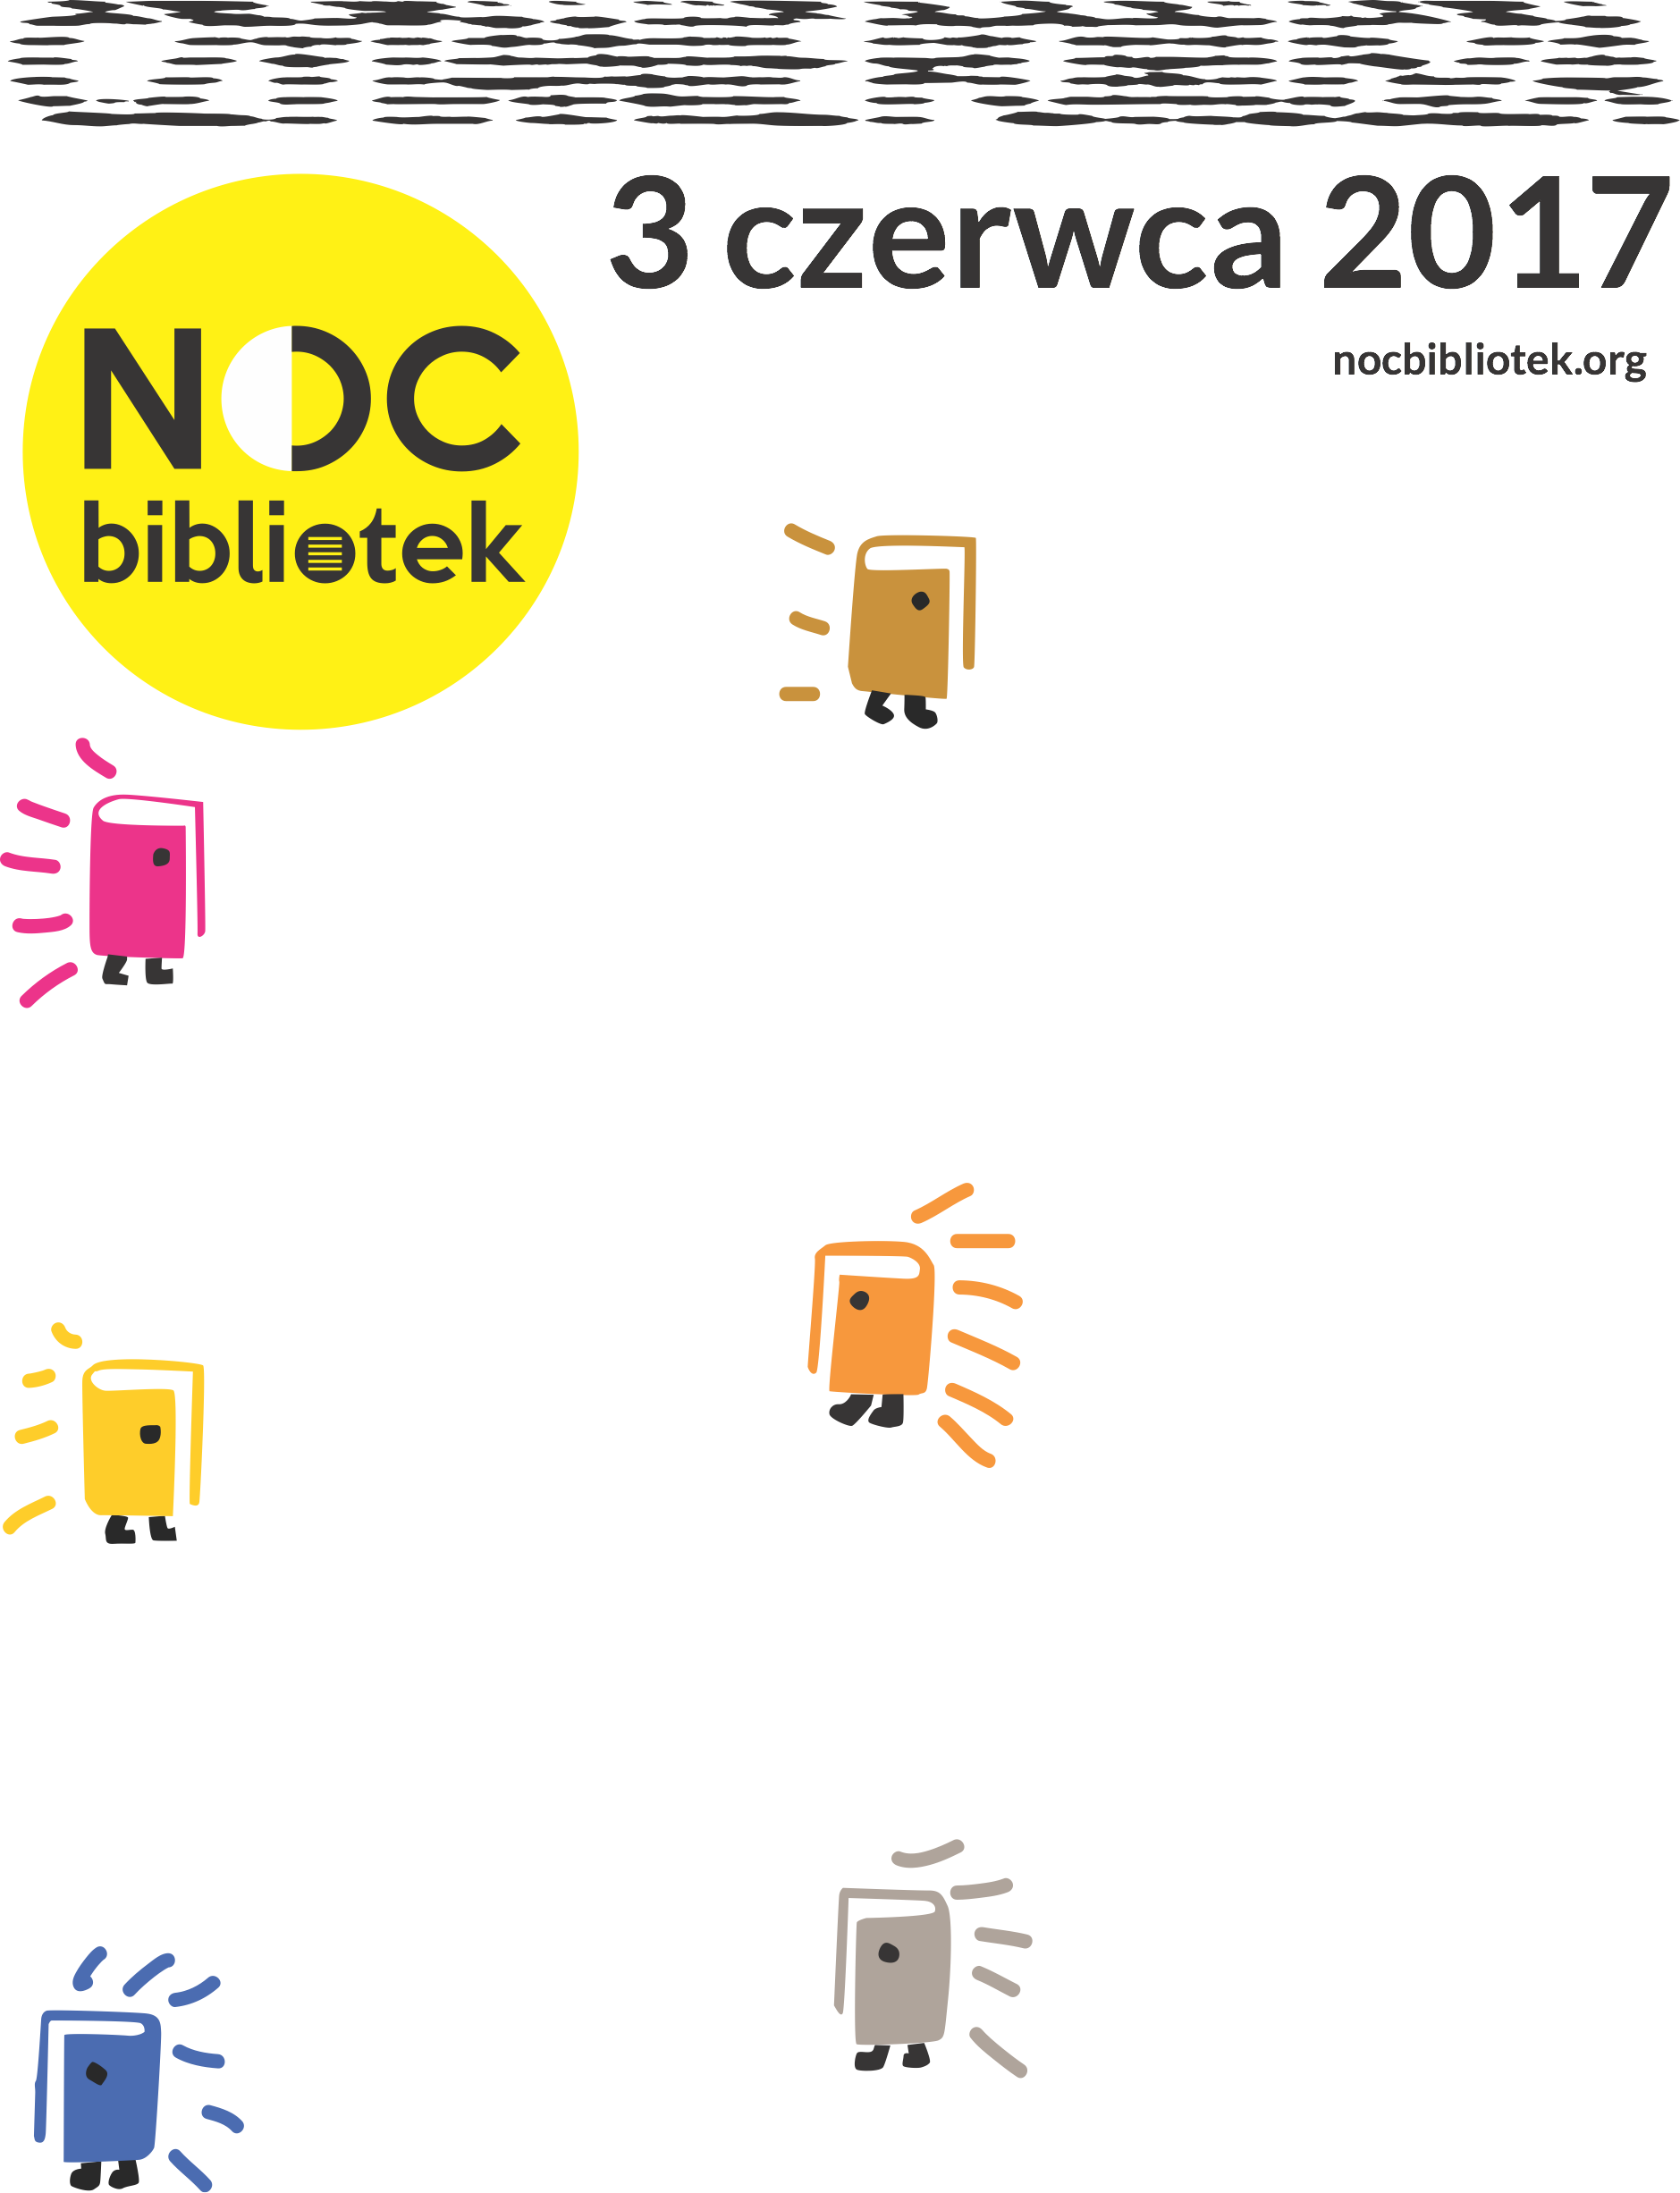 3 czerwca 2017
nocbibliotek.org
NOC
bibliotek